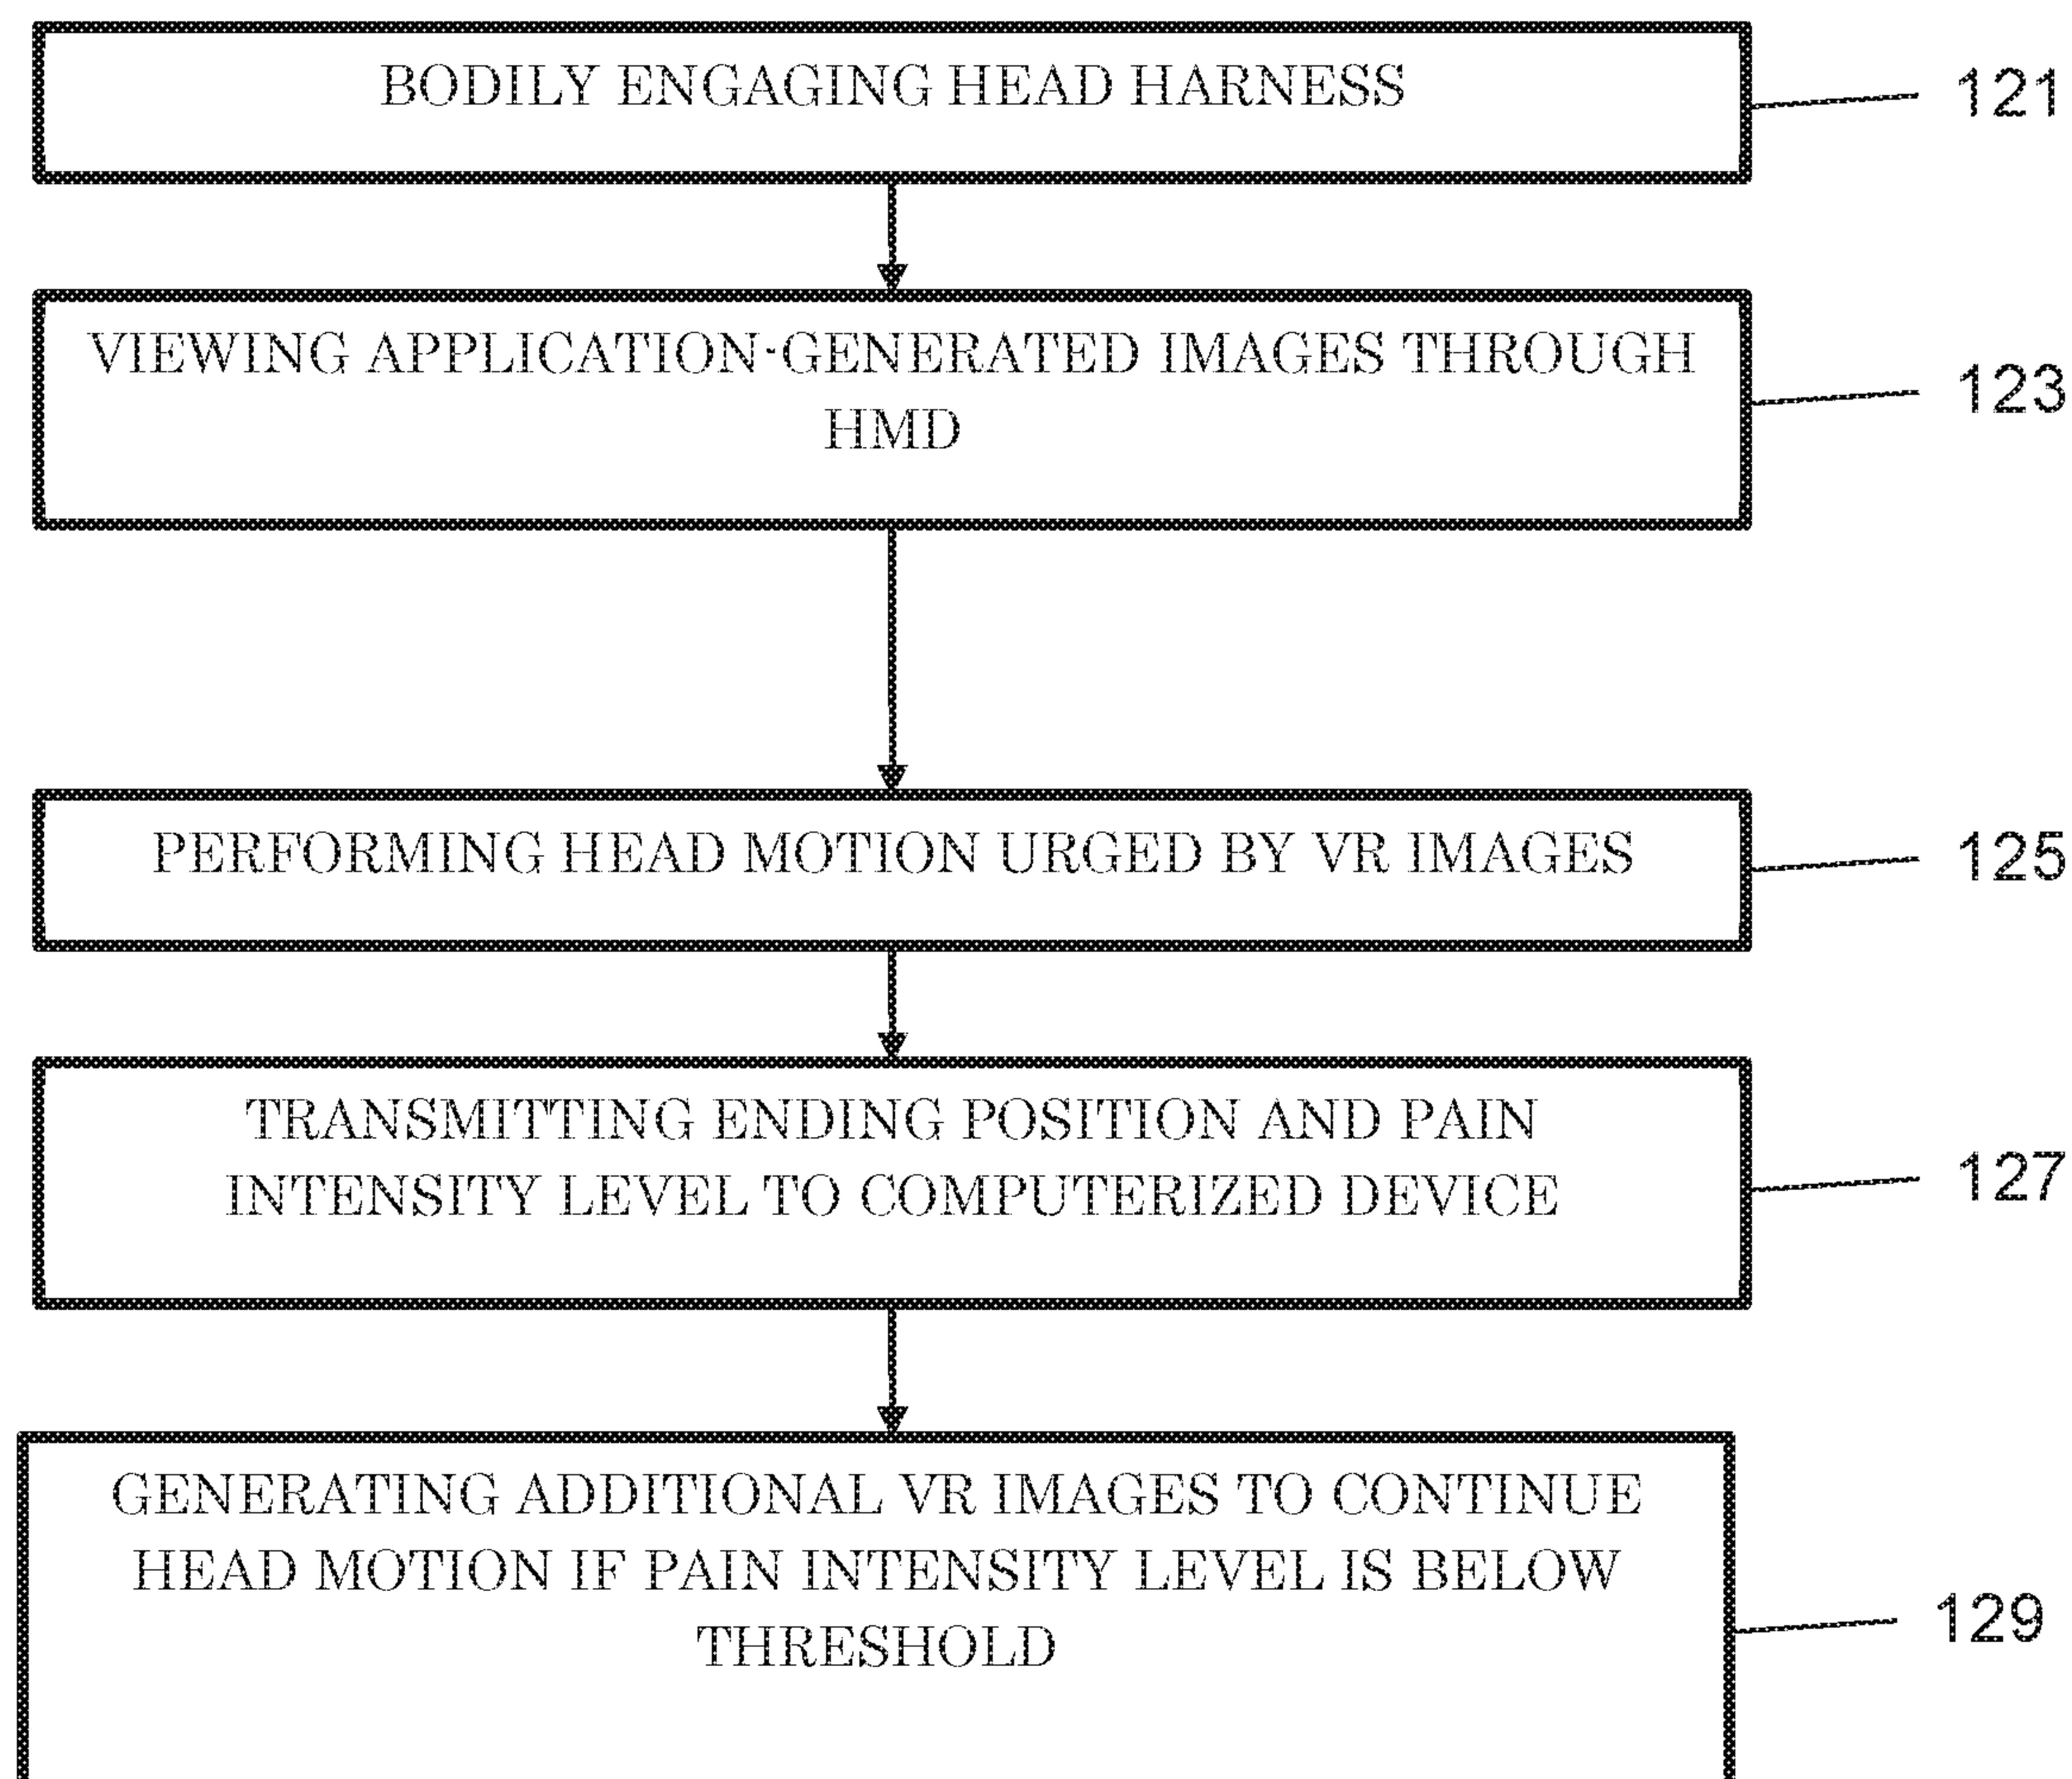 BODILY ENGAGING HEAD HARNESS
121
VIEWING APPLICATION-GENERATED IMAGES THROUGH
HMD
123
PERFORMING HEAD MOTION URGED BY VR IMAGES
125
TRANSMITTING ENDING POSITION AND PAIN
INTENSITY LEVEL TO COMPUTERIZED DEVICE
127
GENERATING ADDITIONAL VR IMAGES TO CONTINUE
HEAD MOTION IF PAIN INTENSITY LEVEL IS BELOW
THRESHOLD
129